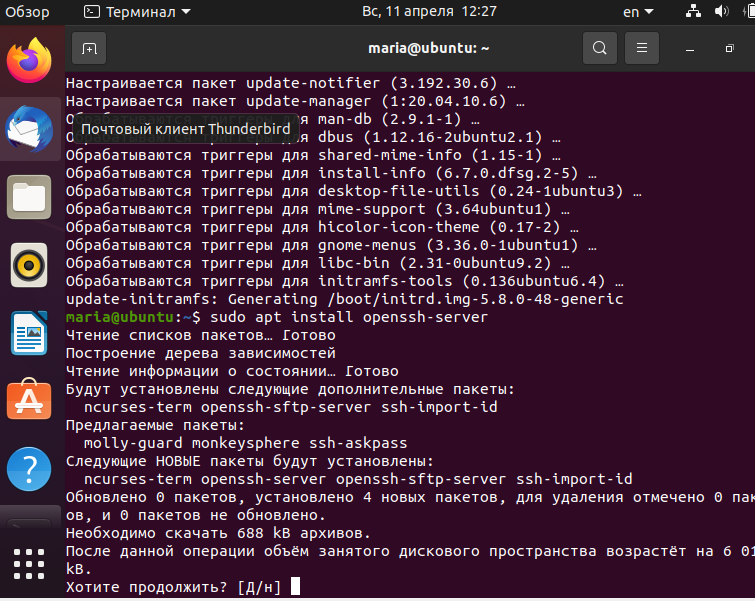 Обзор
Терминал
Вс, 11 апреля 12:27
en
maria@ubuntu: ~
Настраивается пакет update-notifier (3.192.30.6) …
Настраивается пакет update-manager (1:20.04.10.6) …
Обрабатываются триггеры для man-db (2.9.1-1) …
Почтовый клиент Thunderbird
dbus (1.12.16-2ubuntu2.1) …
Обрабатываются триггеры для shared-mime-info (1.15-1) …
Обрабатываются триггеры для install-info (6.7.0.dfsg.2-5) …
Обрабатываются триггеры для desktop-file-utils (0.24-1ubuntu3) …
Обрабатываются триггеры для mime-support (3.64ubuntu1) …
Обрабатываются триггеры для hicolor-icon-theme (0.17-2) …
Обрабатываются триггеры для gnome-menus (3.36.0-1ubuntu1) …
Обрабатываются триггеры для libc-bin (2.31-0ubuntu9.2) …
Обрабатываются триггеры для initramfs-tools (0.136ubuntu6.4) …
update-initramfs: Generating /boot/initrd.img-5.8.0-48-generic
maria@ubuntu:~$ sudo apt install openssh-server
Чтение списков пакетов… Готово
Построение дерева зависимостей
Чтение информации о состоянии… Готово
Будут установлены следующие дополнительные пакеты:
ncurses-term openssh-sftp-server ssh-import-id
Предлагаемые пакеты:
molly-guard monkeysphere ssh-askpass
Следующие НОВЫЕ пакеты будут установлены:
ncurses-term openssh-server openssh-sftp-server ssh-import-id
Обновлено 0 пакетов, установлено 4 новых пакетов, для удаления отмечено 0 пак
ов, и 0 пакетов не обновлено.
Необходимо скачать 688 kB архивов.
После данной операции объём занятого дискового пространства возрастёт на 6 01
kB.
Хотите продолжить? [Д/н]